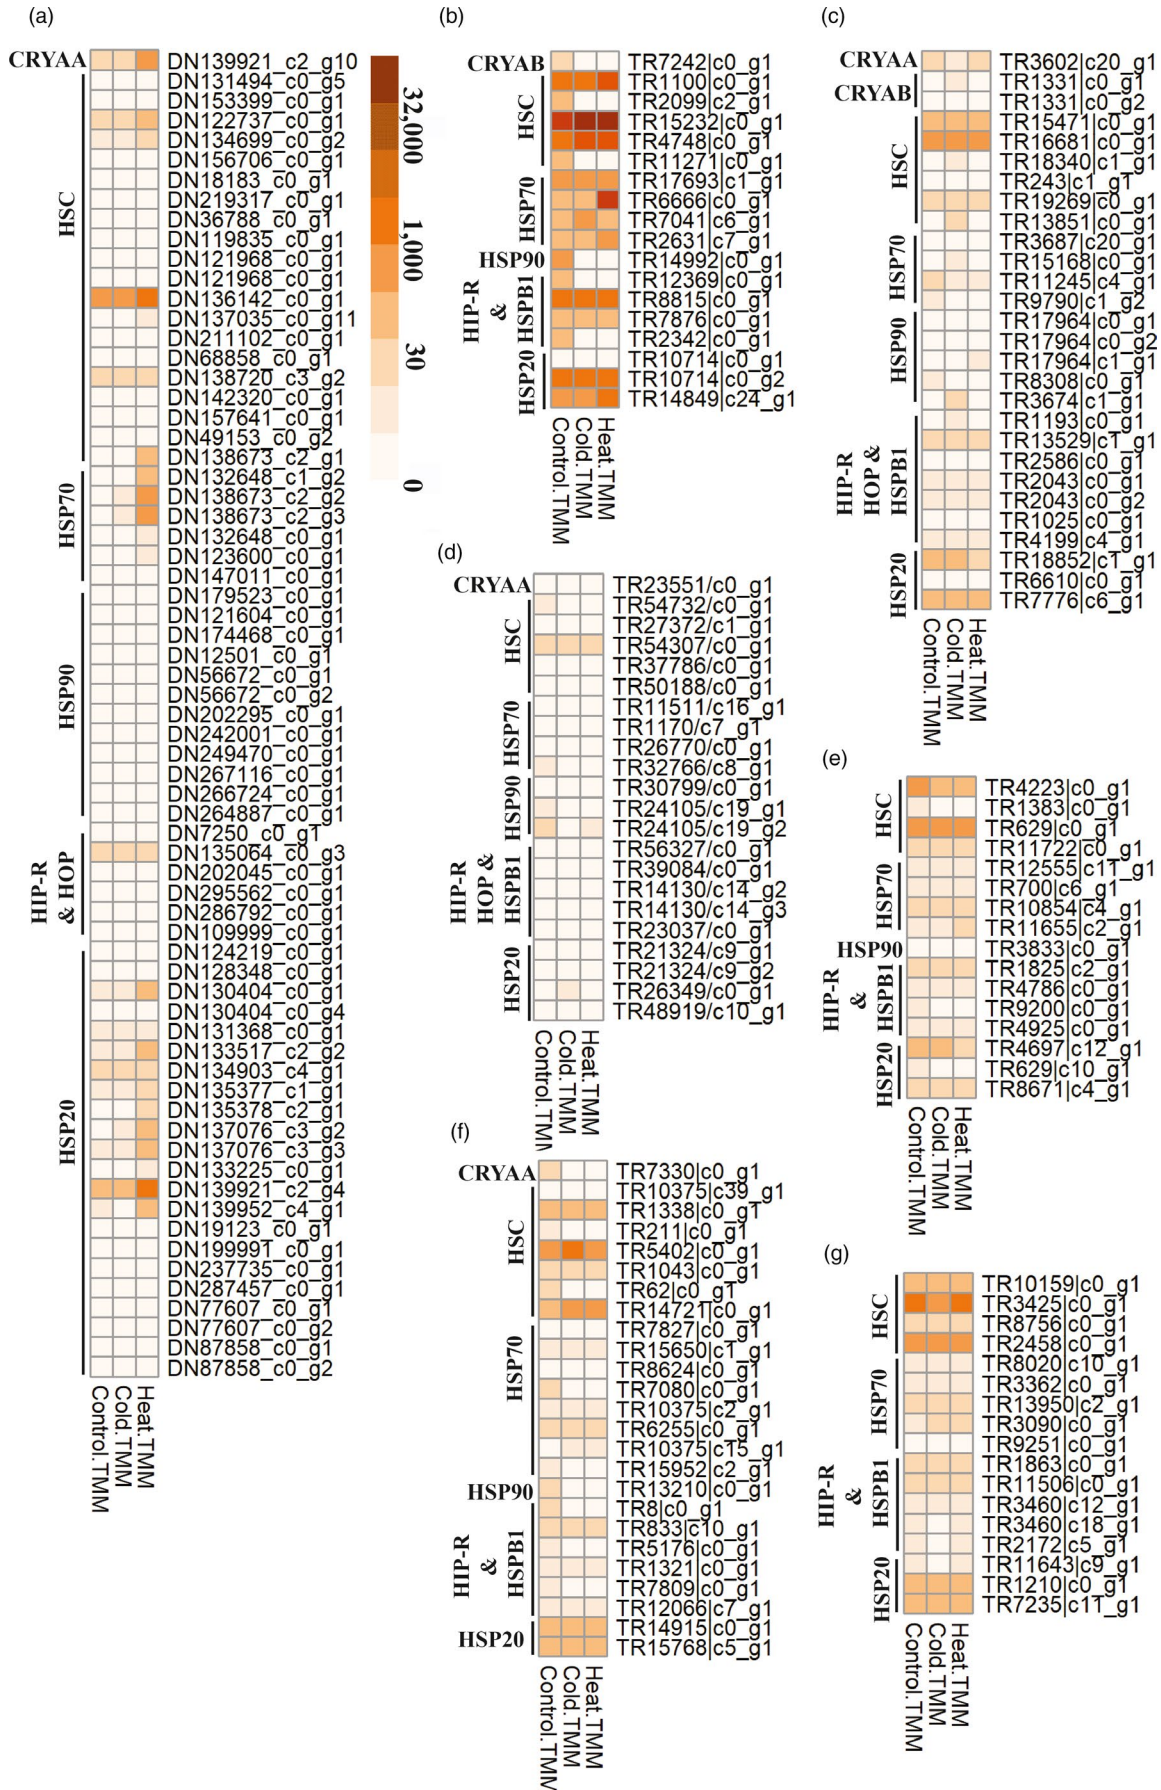 (a)
CRYAA
HSC
HSP70
HSP90
HIP-R
& HOP
HSP20
DN139921_c2_g10
DN131494_c0_g5
DN153399_c0_g1
DN122737_c0_g1
DN134699_c0_g2
DN156706_c0_g1
DN18183_c0_g1
DN219317_c0_g1
DN36788_c0_g1
DN119835_c0_g1
DN121968_c0_g1
DN121968_c0_g1
DN136142_c0_g1
DN137035_c0_g11
DN211102_c0_g1
DN68858_c0_g1
DN138720_c3_g2
DN142320_c0_g1
DN157641_c0_g1
DN49153_c0_g2
DN138673_c2_g1
DN132648_c1_g2
DN138673_c2_g2
DN138673_c2_g3
DN132648_c0_g1
DN123600_c0_g1
DN147011_c0_g1
DN179523_c0_g1
DN121604_c0_g1
DN174468_c0_g1
DN12501_c0_g1
DN56672_c0_g1
DN56672_c0_g2
DN202295_c0_g1
DN242001_c0_g1
DN249470_c0_g1
DN267116_c0_g1
DN266724_c0_g1
DN264887_c0_g1
DN7250_c0_g1
DN135064_c0_g3
DN202045_c0_g1
DN295562_c0_g1
DN286792_c0_g1
DN109999_c0_g1
DN124219_c0_g1
DN128348_c0_g1
DN130404_c0_g1
DN130404_c0_g4
DN131368_c0_g1
DN133517_c2_g2
DN134903_c4_g1
DN135377_c1_g1
DN135378_c2_g1
DN137076_c3_g2
DN137076_c3_g3
DN133225_c0_g1
DN139921_c2_g4
DN139952_c4_g1
DN19123_c0_g1
DN199991_c0_g1
DN237735_c0_g1
DN287457_c0_g1
DN77607_c0_g1
DN77607_c0_g2
DN87858_c0_g1
DN87858_c0_g2
Control.TMM
Cold.TMM
Heat.TMM
32,000
1,000
30
0
(b)
CRYAB
HSC
HSP70
HSP90
HIP-R
&
HSPB1
HSP20
TR7242|c0_g1
TR1100|c0_g1
TR2099|c2_g1
TR15232|c0_g1
TR4748|c0_g1
TR11271|c0_g1
TR17693|c1_g1
TR6666|c0_g1
TR7041|c6_g1
TR2631|c7_g1
TR14992|c0_g1
TR12369|c0_g1
TR8815|c0_g1
TR7876|c0_g1
TR2342|c0_g1
TR10714|c0_g1
TR10714|c0_g2
TR14849|c24_g1
Control.TMM
Cold.TMM
Heat.TMM
(c)
CRYAA
CRYAB
HSC
HSP70
HSP90
HIP-R
HOP &
HSPB1
HSP20
TR3602|c20_g1
TR1331|c0_g1
TR1331|c0_g2
TR15471|c0_g1
TR16681|c0_g1
TR18340|c1_g1
TR243|c1_g1
TR19269|c0_g1
TR13851|c0_g1
TR3687|c20_g1
TR15168|c0_g1
TR11245|c4_g1
TR9790|c1_g2
TR17964|c0_g1
TR17964|c0_g2
TR17964|c1_g1
TR8308|c0_g1
TR3674|c1_g1
TR1193|c0_g1
TR13529|c1_g1
TR2586|c0_g1
TR2043|c0_g1
TR2043|c0_g2
TR1025|c0_g1
TR4199|c4_g1
TR18852|c1_g1
TR6610|c0_g1
TR7776|c6_g1
Control.TMM
Cold.TMM
Heat.TMM
(d)
CRYAA
HSC
HSP70
HSP90
HIP-R
HOP &
HSPB1
HSP20
TR23551/c0_g1
TR54732/c0_g1
TR27372/c1_g1
TR54307/c0_g1
TR37786/c0_g1
TR50188/c0_g1
TR11511/c16_g1
TR1170/c7_g1
TR26770/c0_g1
TR32766/c8_g1
TR30799/c0_g1
TR24105/c19_g1
TR24105/c19_g2
TR56327/c0_g1
TR39084/c0_g1
TR14130/c14_g2
TR14130/c14_g3
TR23037/c0_g1
TR21324/c9_g1
TR21324/c9_g2
TR26349/c0_g1
TR48919/c10_g1
Control.TMM
Cold.TMM
Heat.TMM
(e)
HSC
HSP70
HSP90
HIP-R
&
HSPB1
HSP20
TR4223|c0_g1
TR1383|c0_g1
TR629|c0_g1
TR11722|c0_g1
TR12555|c11_g1
TR700|c6_g1
TR10854|c4_g1
TR11655|c2_g1
TR3833|c0_g1
TR1825|c2_g1
TR4786|c0_g1
TR9200|c0_g1
TR4925|c0_g1
TR4697|c12_g1
TR629|c10_g1
TR8671|c4_g1
Control.TMM
Cold.TMM
Heat.TMM
(f)
CRYAA
HSC
HSP70
HSP90
HIP-R
&
HSPB1
HSP20
TR7330|c0_g1
TR10375|c39_g1
TR1338|c0_g1
TR211|c0_g1
TR5402|c0_g1
TR1043|c0_g1
TR62|c0_g1
TR14721|c0_g1
TR7827|c0_g1
TR15650|c1_g1
TR8624|c0_g1
TR7080|c0_g1
TR10375|c2_g1
TR6255|c0_g1
TR10375|c15_g1
TR15952|c2_g1
TR13210|c0_g1
TR8|c0_g1
TR833|c10_g1
TR5176|c0_g1
TR1321|c0_g1
TR7809|c0_g1
TR12066|c7_g1
TR14915|c0_g1
TR15768|c5_g1
Control.TMM
Cold.TMM
Heat.TMM
(g)
HSC
HSP70
HIP-R
&
HSPB1
HSP20
TR10159|c0_g1
TR3425|c0_g1
TR8756|c0_g1
TR2458|c0_g1
TR8020|c10_g1
TR3362|c0_g1
TR13950|c2_g1
TR3090|c0_g1
TR9251|c0_g1
TR1863|c0_g1
TR11506|c0_g1
TR3460|c12_g1
TR3460|c18_g1
TR2172|c5_g1
TR11643|c9_g1
TR1210|c0_g1
TR7235|c11_g1
Control.TMM
Cold.TMM
Heat.TMM